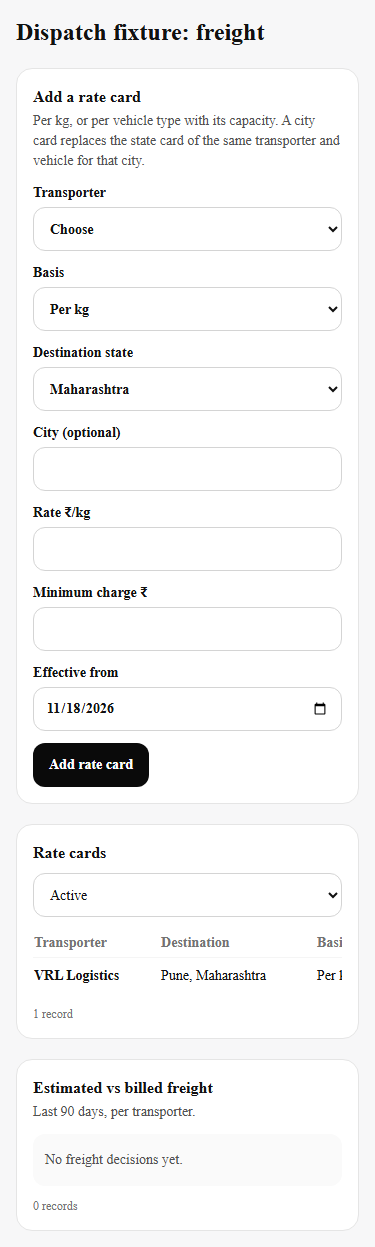 Dispatch fixture: freight
Add a rate card
Per kg, or per vehicle type with its capacity. A city
card replaces the state card of the same transporter and
vehicle for that city.
Transporter
Choose
Basis
Per kg
Destination state
Maharashtra
City (optional)
Rate ₹/kg
Minimum charge ₹
Effective from
11/18/2026
Add rate card
Rate cards
Active
Transporter Destination
VRL Logistics Pune, Maharashtra Per
1 record
Estimated vs billed freight
Last 90 days, per transporter.
No freight decisions yet.
0 records